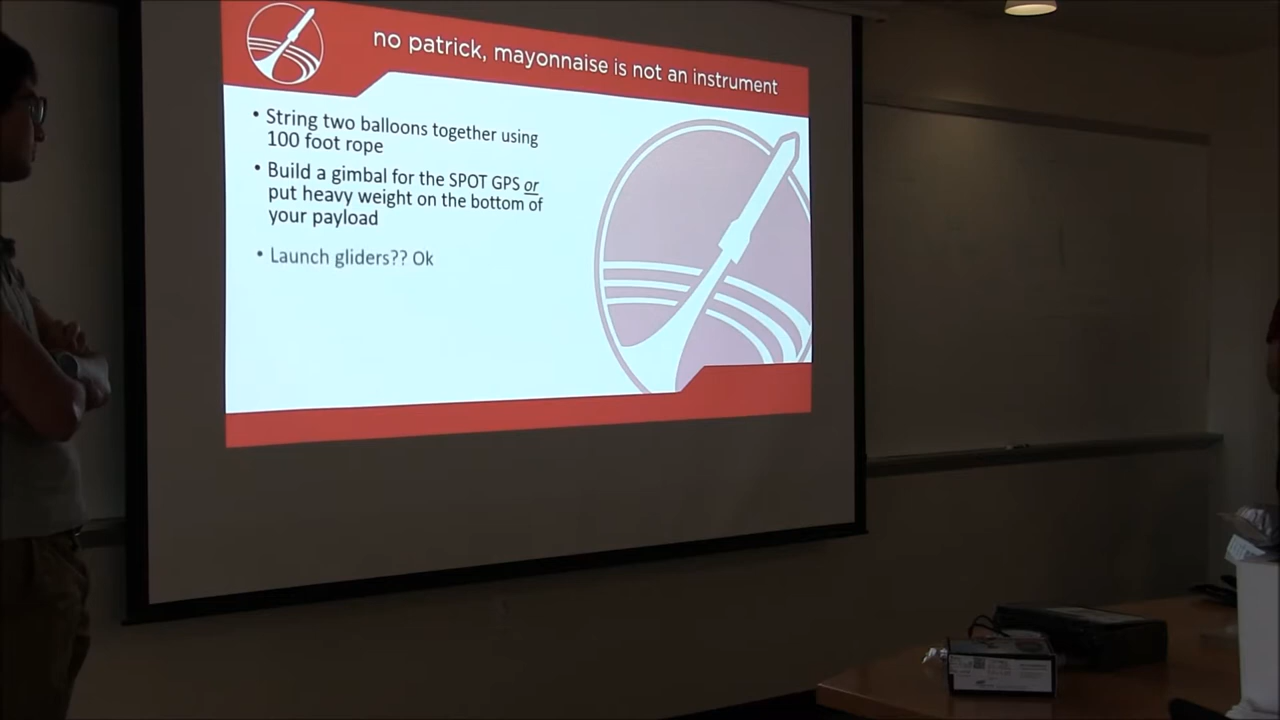 no patrick, mayonnaise is not an instrument
• String two balloons together using
100 foot rope
• Build a gimbal for the SPOT GPS or
put heavy weight on the bottom of
your payload
• Launch gliders?? Ok